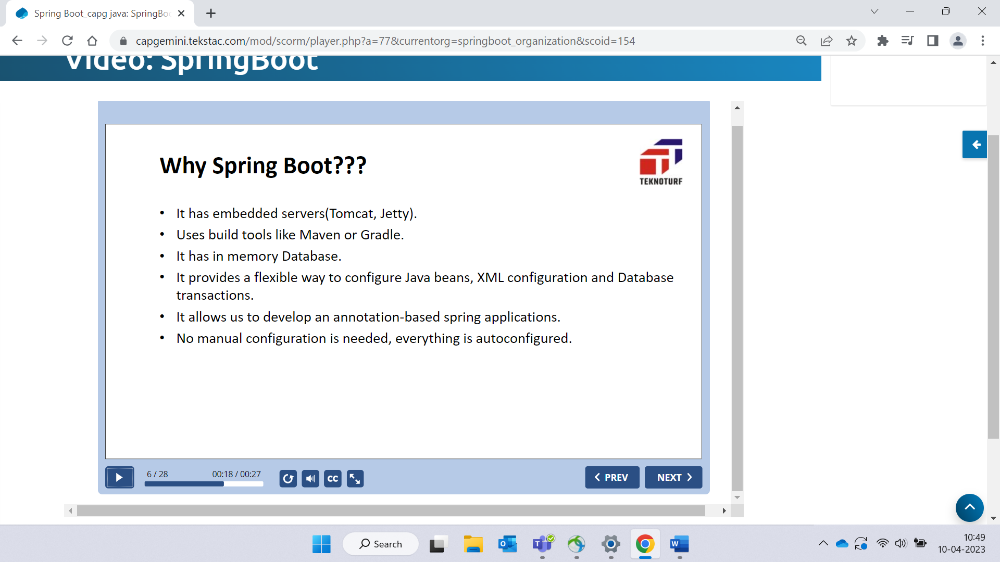 Spring Boot_capg java: SpringBo
capgemini.tekstac.com/mod/scorm/player.php?a=77&currentorg=springboot_organization&scoid=154
Video: SpringBoot
Why Spring Boot???
TEKNOTURF
• It has embedded servers(Tomcat, Jetty).
• Uses build tools like Maven or Gradle.
• It has in memory Database.
• It provides a flexible way to configure Java beans, XML configuration and Database
transactions.
• It allows us to develop an annotation-based spring applications.
• No manual configuration is needed, everything is autoconfigured.
6 / 28
00:18 / 00:27
CC
PREV
NEXT
Search
10:49
10-04-2023